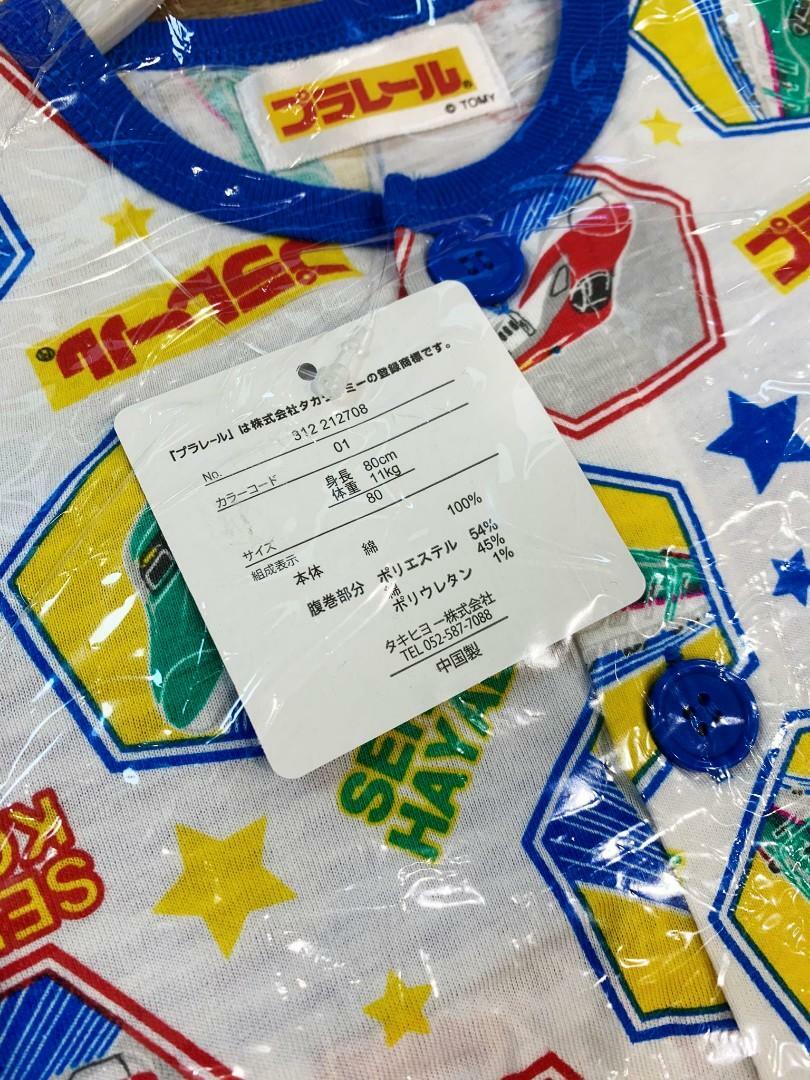 プラレール®
© TOMY
プラレール®
プ
「プラレール」は株式会社タカラトミーの登録商標です。
No. 312 212708
カラーコード 01
身長 80cm
体重 11kg
サイズ 80
組成表示
本体 綿 100%
腹巻部分 ポリエステル 54%
綿 45%
ポリウレタン 1%
タキヒヨー株式会社
TEL 052-587-7088
中国製
HAYA